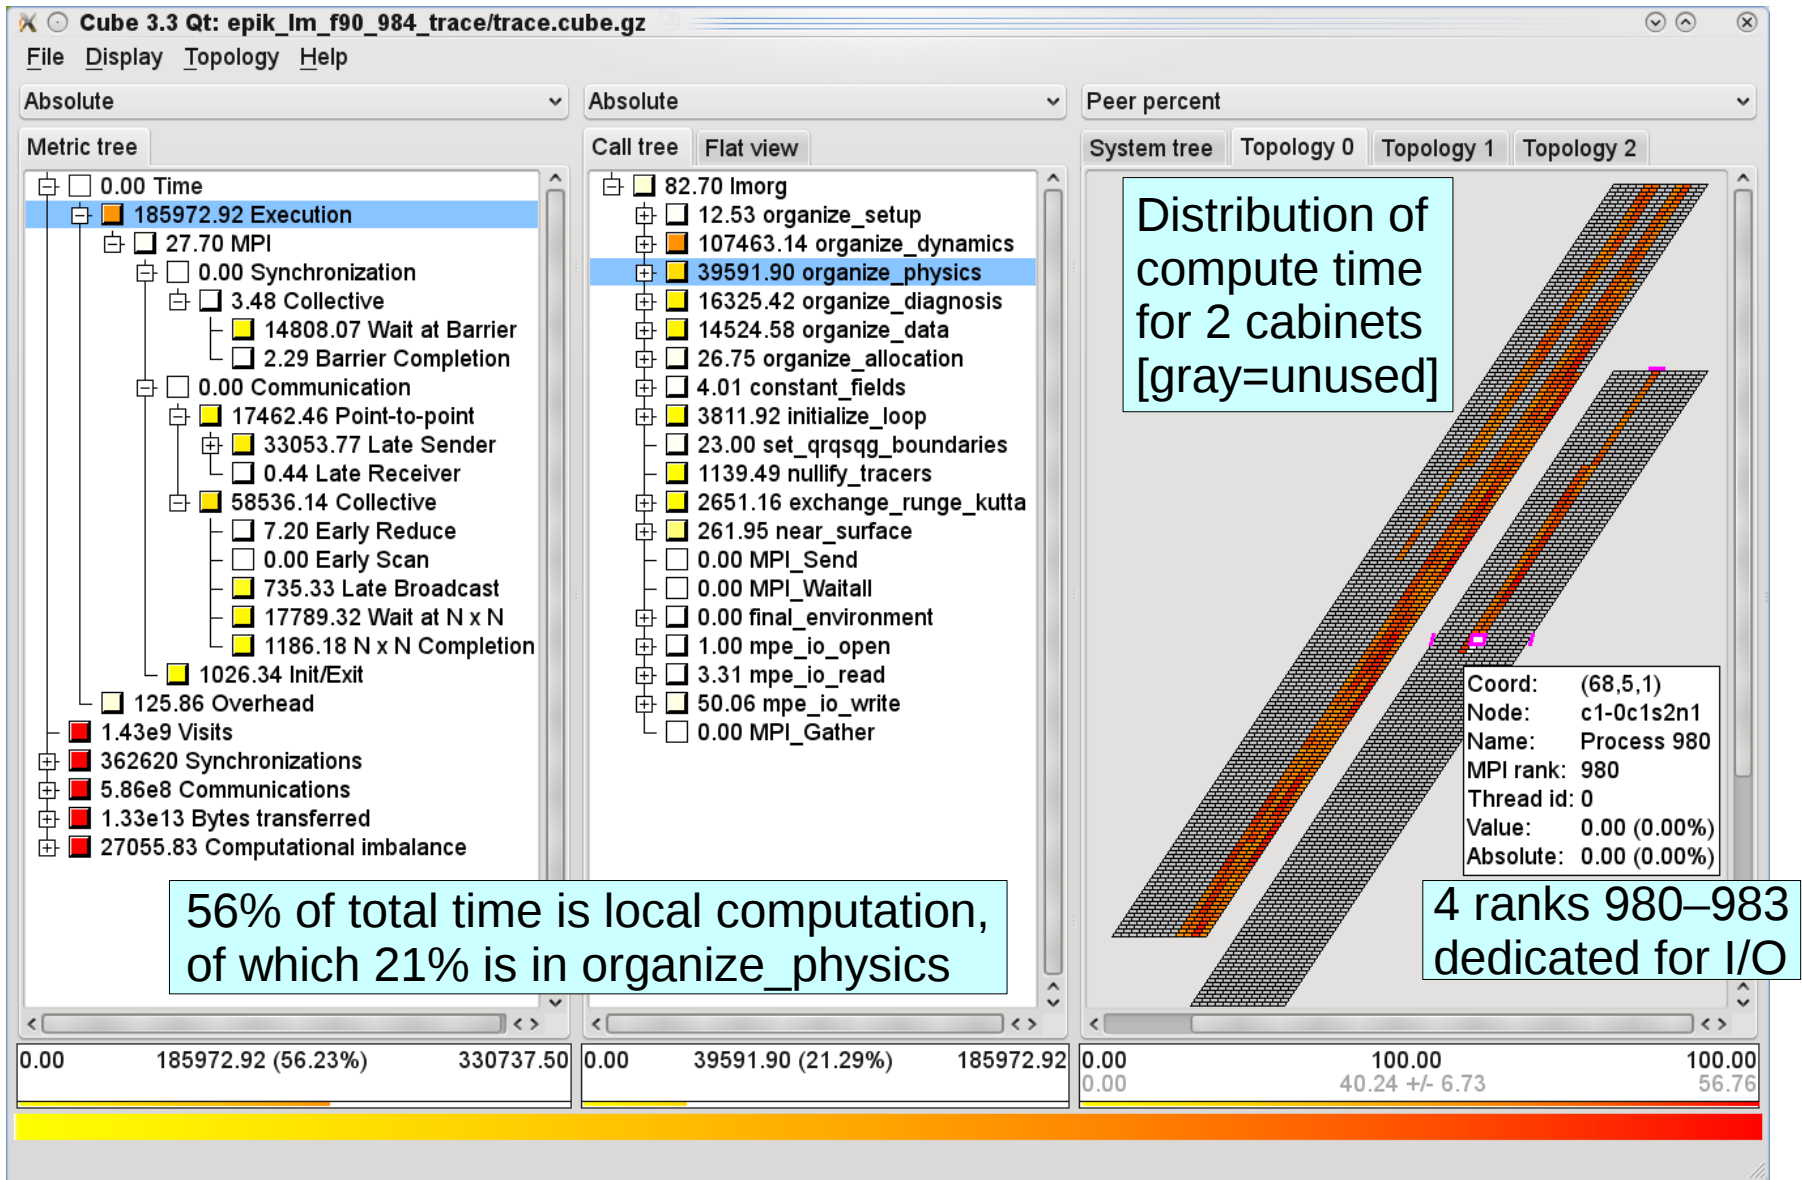 Cube 3.3 Qt: epik_lm_f90_984_trace/trace.cube.gz
File Display Topology Help
Absolute
Metric tree
0.00 Time
185972.92 Execution
27.70 MPI
0.00 Synchronization
3.48 Collective
14808.07 Wait at Barrier
2.29 Barrier Completion
0.00 Communication
17462.46 Point-to-point
33053.77 Late Sender
0.44 Late Receiver
58536.14 Collective
7.20 Early Reduce
0.00 Early Scan
735.33 Late Broadcast
17789.32 Wait at N x N
1186.18 N x N Completion
1026.34 Init/Exit
125.86 Overhead
1.43e9 Visits
362620 Synchronizations
5.86e8 Communications
1.33e13 Bytes transferred
27055.83 Computational imbalance
Absolute
Call tree Flat view
82.70 lmorg
12.53 organize_setup
107463.14 organize_dynamics
39591.90 organize_physics
16325.42 organize_diagnosis
14524.58 organize_data
26.75 organize_allocation
4.01 constant_fields
3811.92 initialize_loop
23.00 set_qrqsqg_boundaries
1139.49 nullify_tracers
2651.16 exchange_runge_kutta
261.95 near_surface
0.00 MPI_Send
0.00 MPI_Waitall
0.00 final_environment
1.00 mpe_io_open
3.31 mpe_io_read
50.06 mpe_io_write
0.00 MPI_Gather
Peer percent
System tree Topology 0 Topology 1 Topology 2
Distribution of
compute time
for 2 cabinets
[gray=unused]
Coord: (68,5,1)
Node: c1-0c1s2n1
Name: Process 980
MPI rank: 980
Thread id: 0
Value: 0.00 (0.00%)
Absolute: 0.00 (0.00%)
56% of total time is local computation,
of which 21% is in organize_physics
4 ranks 980–983
dedicated for I/O
0.00 185972.92 (56.23%) 330737.50
0.00 39591.90 (21.29%) 185972.92
0.00 100.00 100.00
0.00 40.24 +/- 6.73 56.76